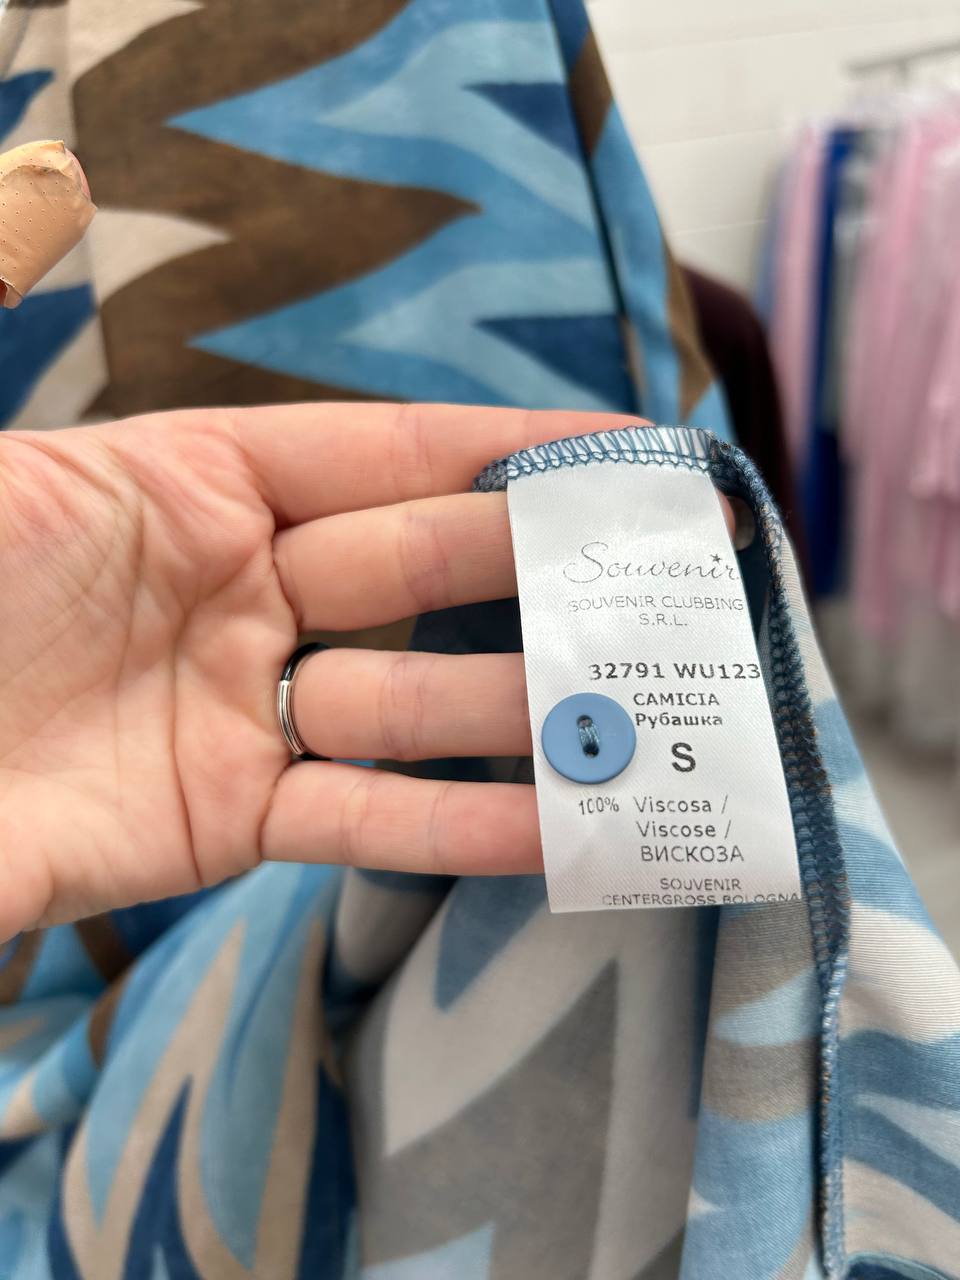 Souvenir
SOUVENIR CLUBBING
S.R.L.
32791 WU123
CAMICIA
Рубашка
S
100% Viscosa /
Viscose /
ВИСКОЗА
SOUVENIR
CENTERGROSS BOLOGNA